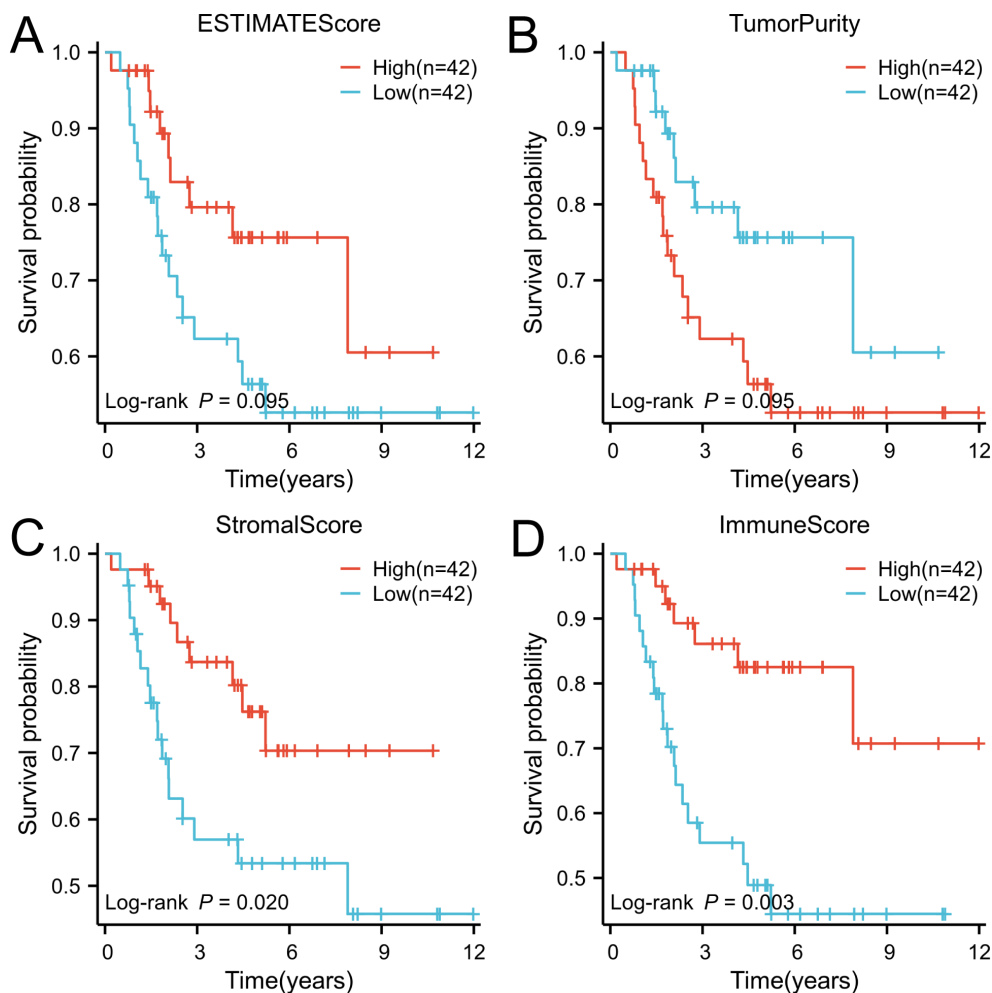 A
ESTIMATEScore
High(n=42)
Low(n=42)
Survival probability
1.0
0.9
0.8
0.7
0.6
Log-rank P = 0.095
0 3 6 9 12
Time(years)
B
TumorPurity
High(n=42)
Low(n=42)
Survival probability
1.0
0.9
0.8
0.7
0.6
Log-rank P = 0.095
0 3 6 9 12
Time(years)
C
StromalScore
High(n=42)
Low(n=42)
Survival probability
1.0
0.9
0.8
0.7
0.6
0.5
Log-rank P = 0.020
0 3 6 9 12
Time(years)
D
ImmuneScore
High(n=42)
Low(n=42)
Survival probability
1.0
0.9
0.8
0.7
0.6
0.5
Log-rank P = 0.003
0 3 6 9 12
Time(years)